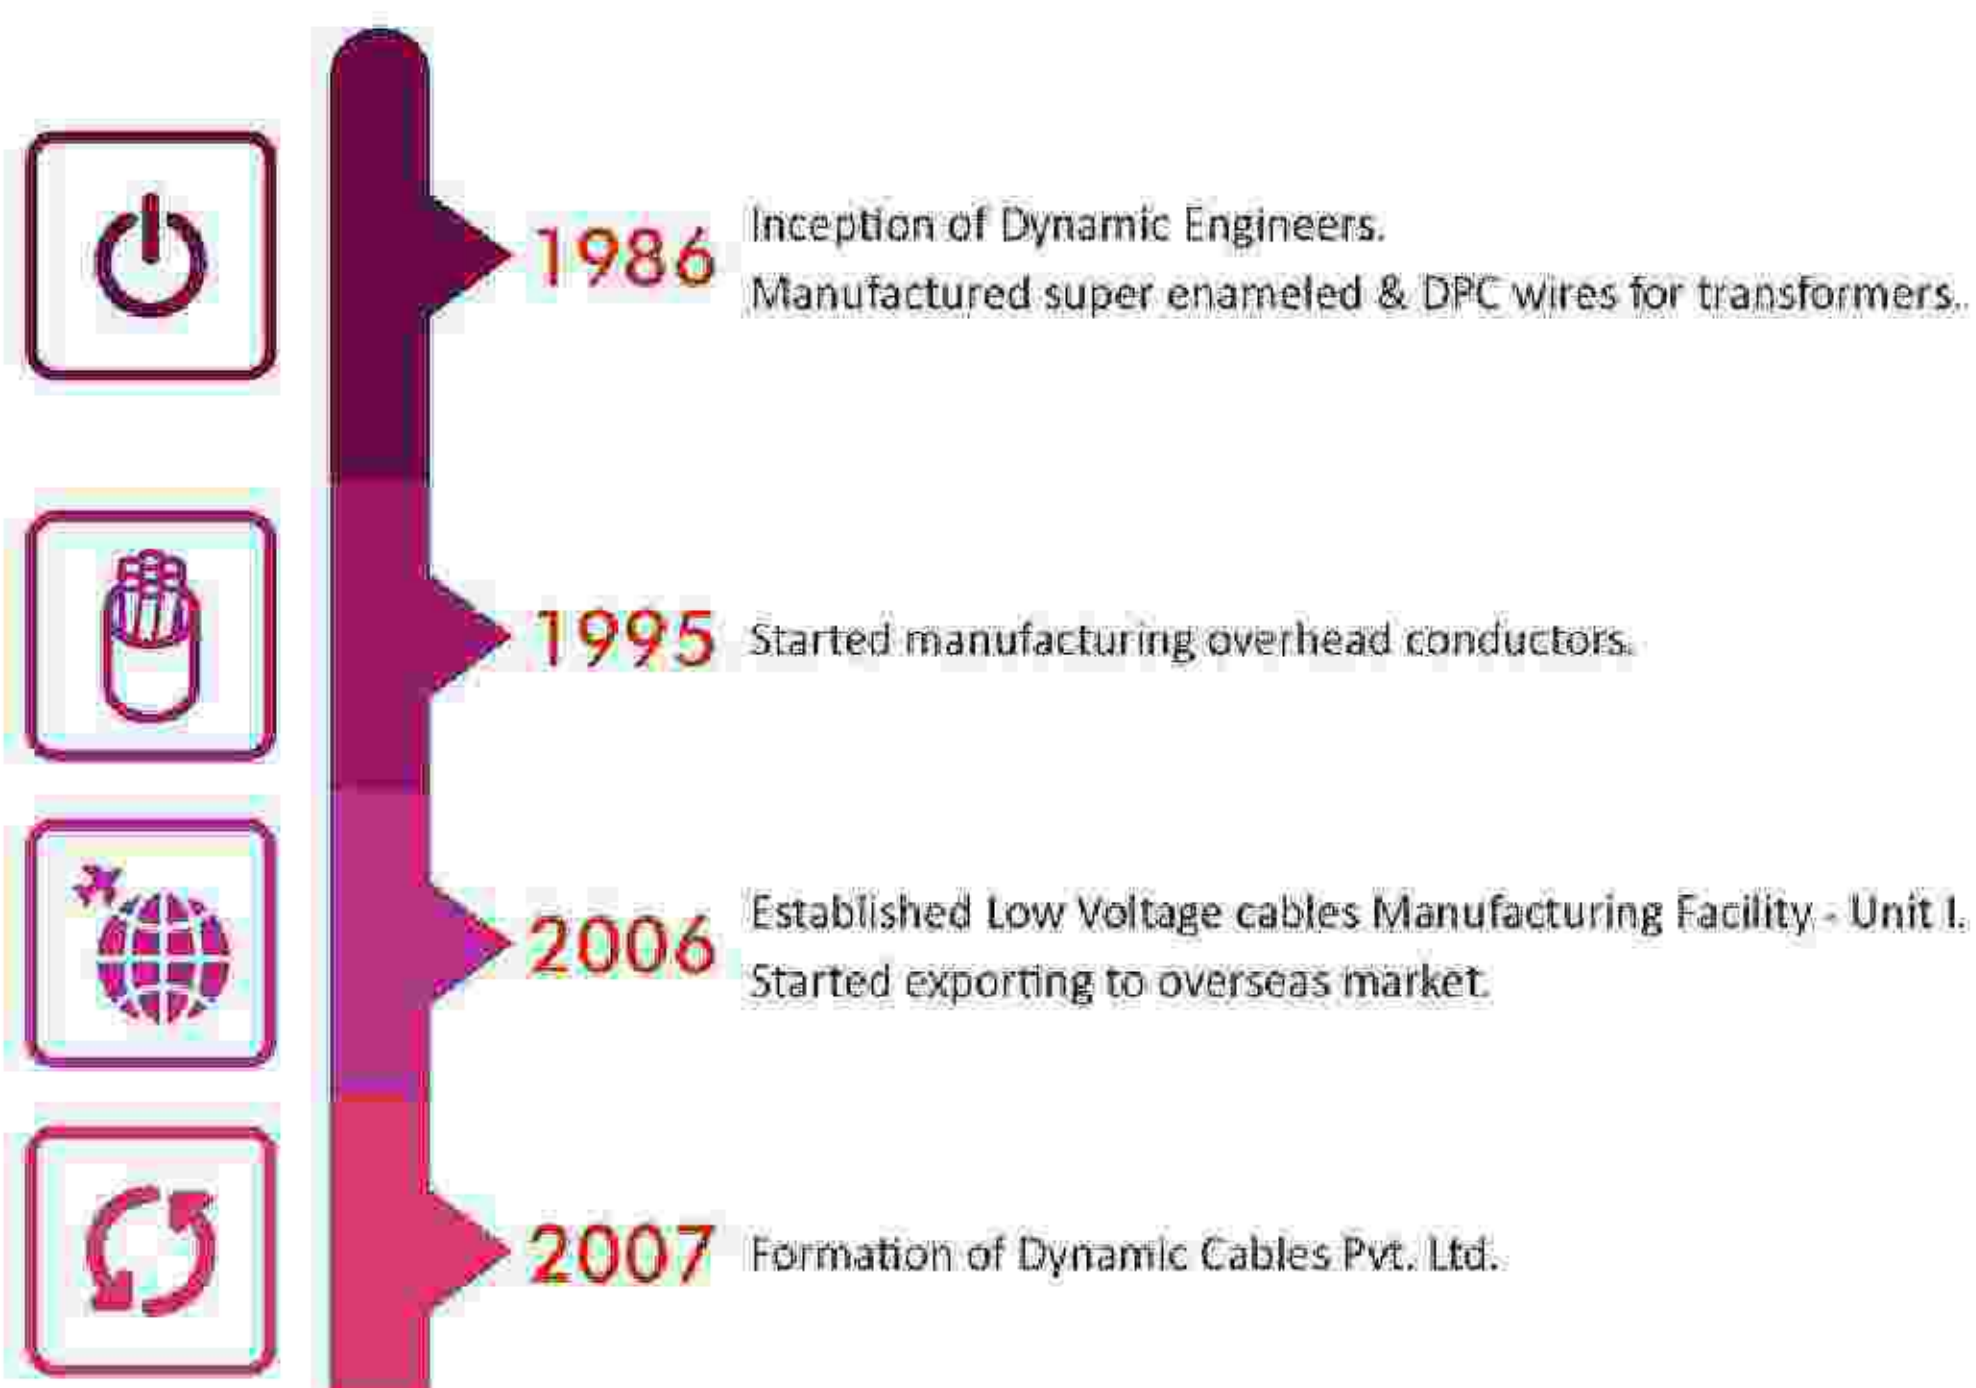 1986
Inception of Dynamic Engineers.
Manufactured super enameled & DPC wires for transformers..
1995
Started manufacturing overhead conductors.
2006
Established Low Voltage cables Manufacturing Facility - Unit I.
Started exporting to overseas market.
2007
Formation of Dynamic Cables Pvt. Ltd.